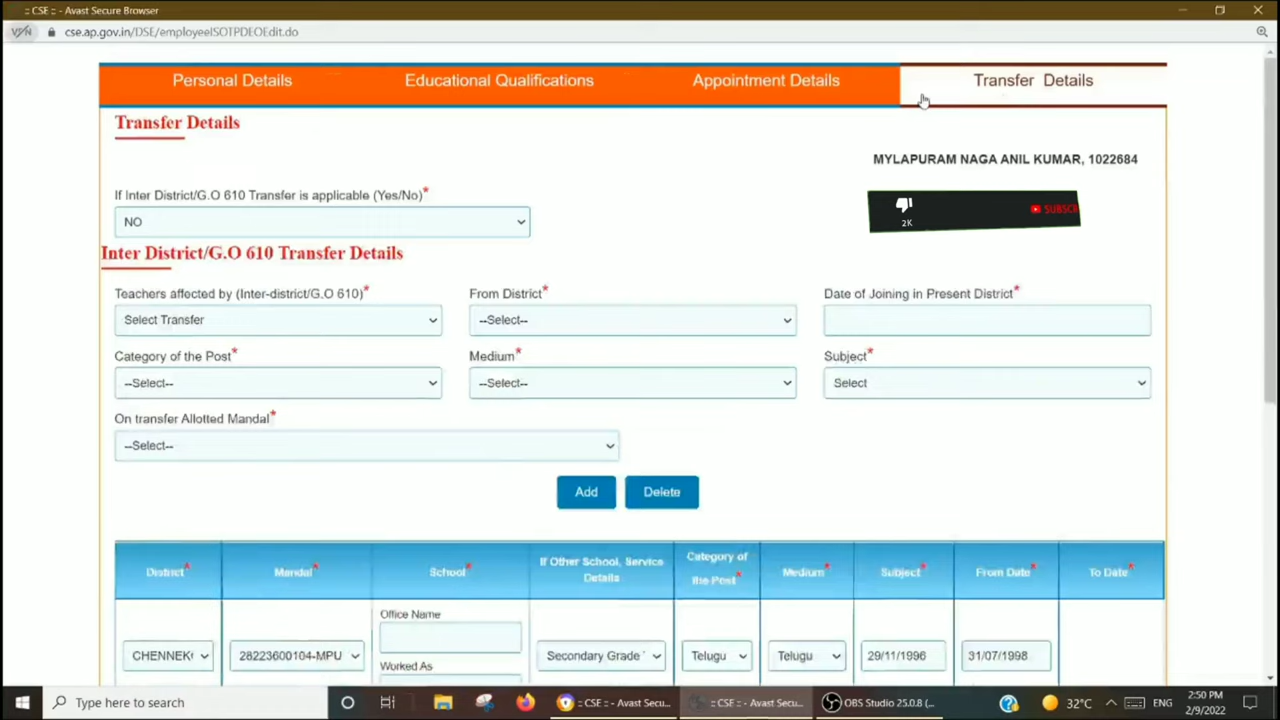 :: CSE :: - Avast Secure Browser
VPN
cse.ap.gov.in/DSE/employeeISOTPDEOEdit.do
Personal Details
Educational Qualifications
Appointment Details
Transfer Details
Transfer Details
MYLAPURAM NAGA ANIL KUMAR, 1022684
If Inter District/G.O 610 Transfer is applicable (Yes/No)*
NO
2K
SUBSCR
Inter District/G.O 610 Transfer Details
Teachers affected by (Inter-district/G.O 610)*
From District*
Date of Joining in Present District*
Select Transfer
--Select--
Category of the Post*
Medium*
Subject*
--Select--
--Select--
Select
On transfer Allotted Mandal*
--Select--
Add
Delete
District*
Mandal*
School*
If Other School, Service Details
Category of the Post*
Medium*
Subject*
From Date*
To Date*
Office Name
CHENNEK
28223600104-MPU
Secondary Grade
Telugu
Telugu
29/11/1996
31/07/1998
Worked As
Type here to search
:: CSE :: - Avast Secu...
:: CSE :: - Avast Secu...
OBS Studio 25.0.8 (...
32°C
ENG
2:50 PM
2/9/2022